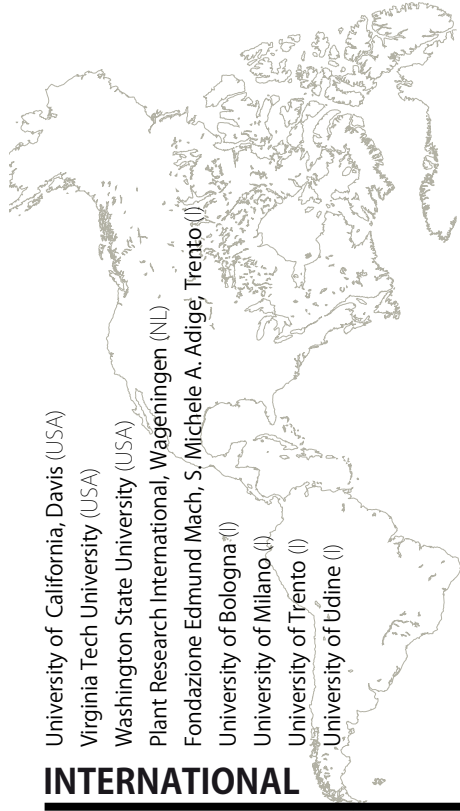 INTERNATIONAL
University of California, Davis (USA)
Virginia Tech University (USA)
Washington State University (USA)
Plant Research International, Wageningen (NL)
Fondazione Edmund Mach, S. Michele A. Adige, Trento (I)
University of Bologna (I)
University of Milano (I)
University of Trento (I)
University of Udine (I)